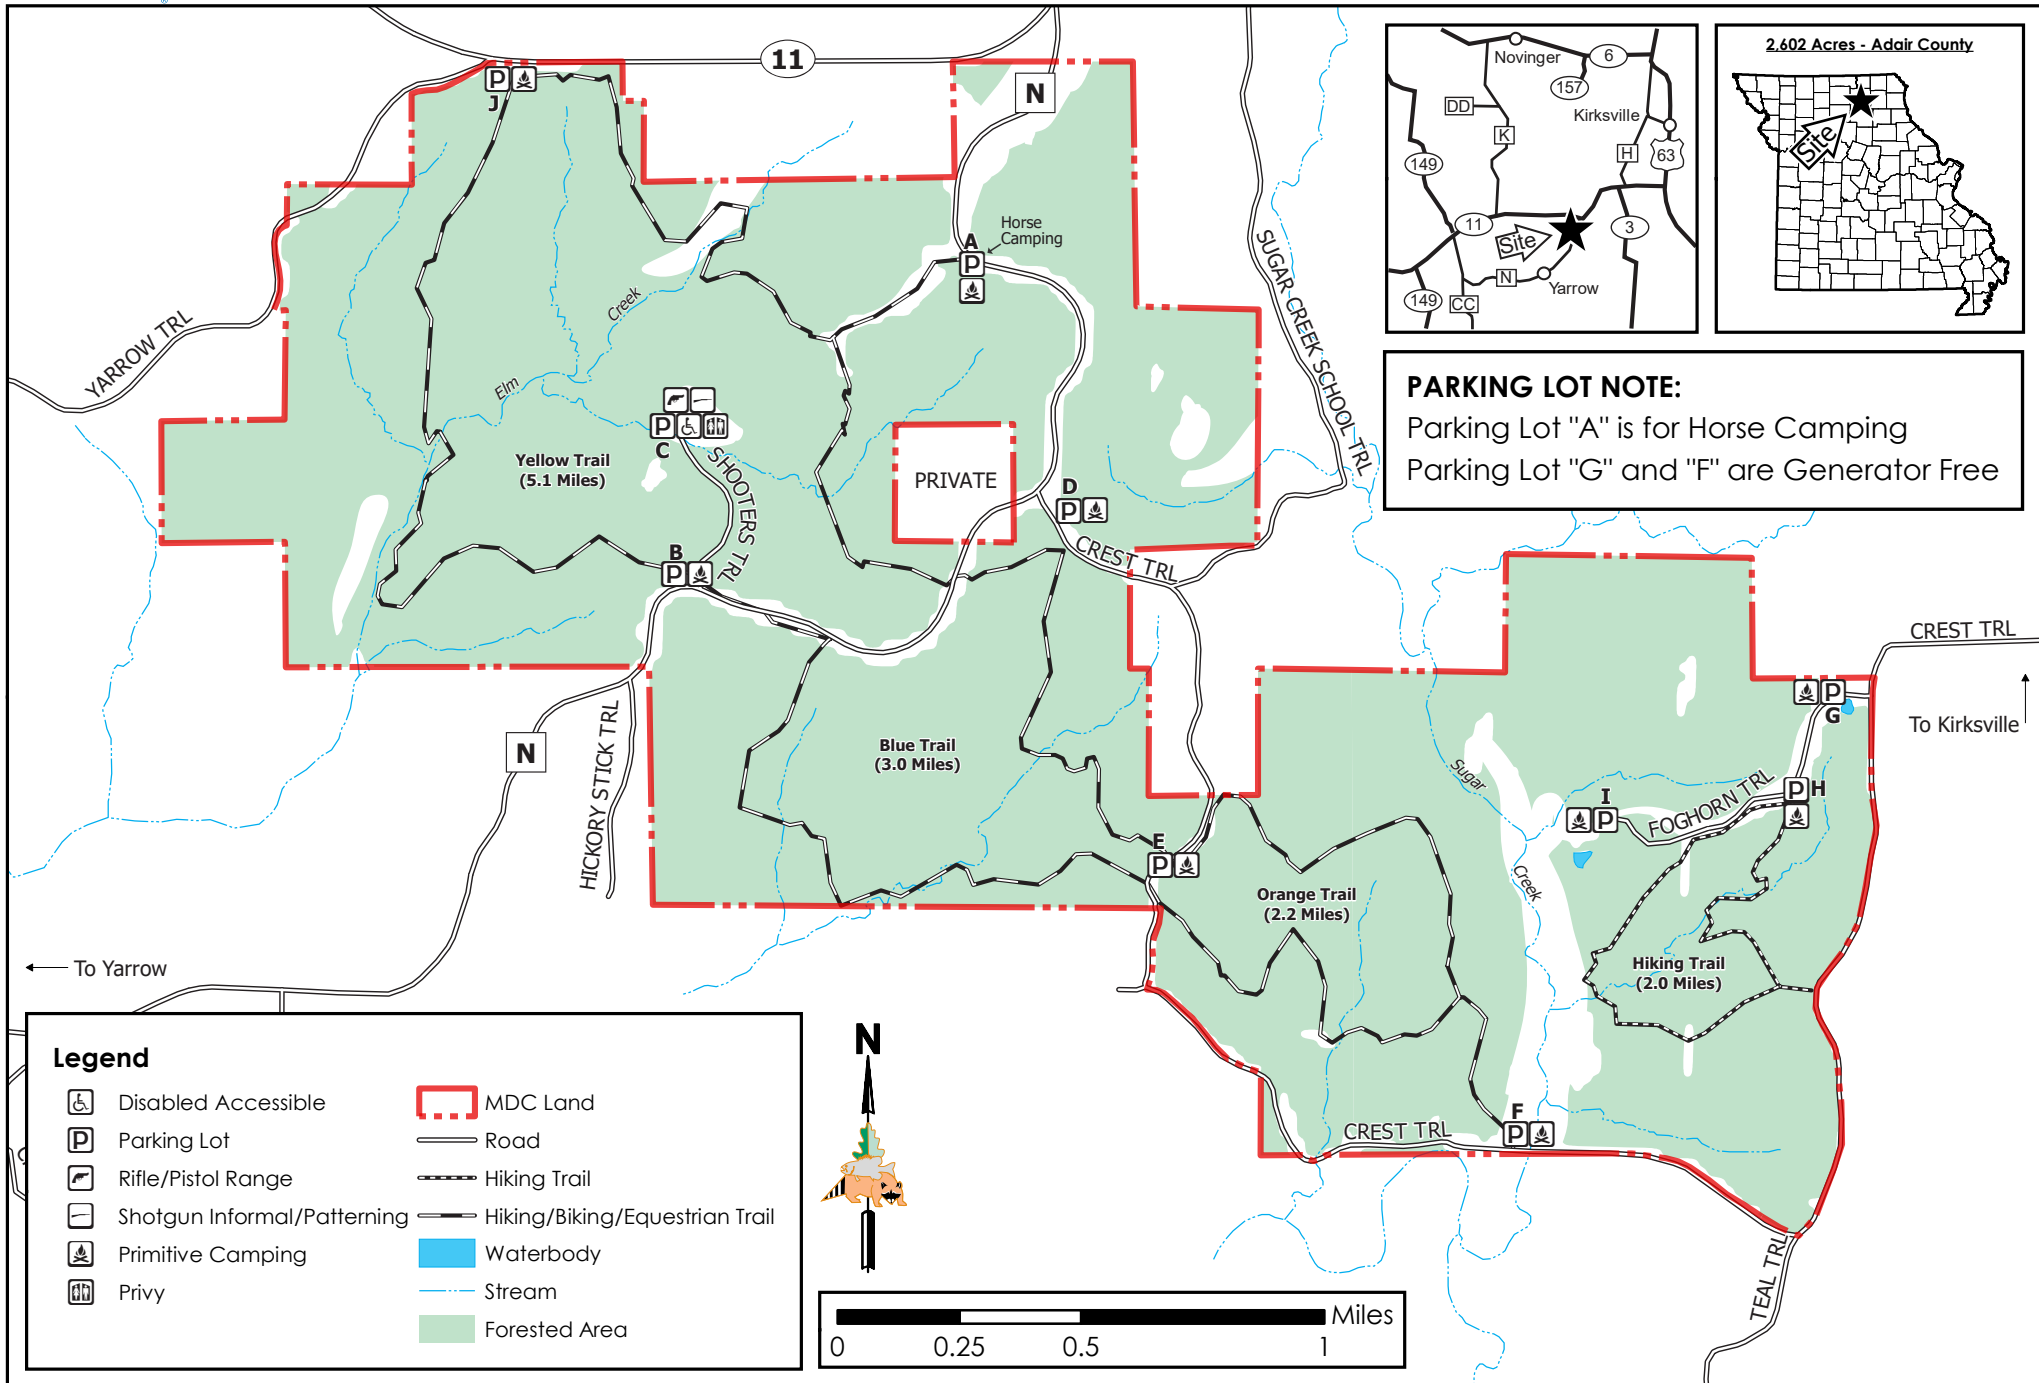 11
N
J
A
Horse
Camping
YARROW TRL
Creek
Elm
SUGAR CREEK SCHOOL TRL
C
SHOOTERS TRL
Yellow Trail
(5.1 Miles)
PRIVATE
D
B
CREST TRL
HICKORY STICK TRL
N
Blue Trail
(3.0 Miles)
E
Orange Trail
(2.2 Miles)
Sugar
Creek
I
FOGHORN TRL
H
G
CREST TRL
To Kirksville
Hiking Trail
(2.0 Miles)
F
CREST TRL
TEAL TRL
To Yarrow
Novinger
6
157
DD
K
Kirksville
H
63
149
11
Site
3
N
Yarrow
149
CC
2,602 Acres - Adair County
Site
PARKING LOT NOTE:
Parking Lot "A" is for Horse Camping
Parking Lot "G" and "F" are Generator Free
Legend
Disabled Accessible
P Parking Lot
Rifle/Pistol Range
Shotgun Informal/Patterning
Primitive Camping
Privy
MDC Land
Road
Hiking Trail
Hiking/Biking/Equestrian Trail
Waterbody
Stream
Forested Area
N
Miles
0 0.25 0.5 1